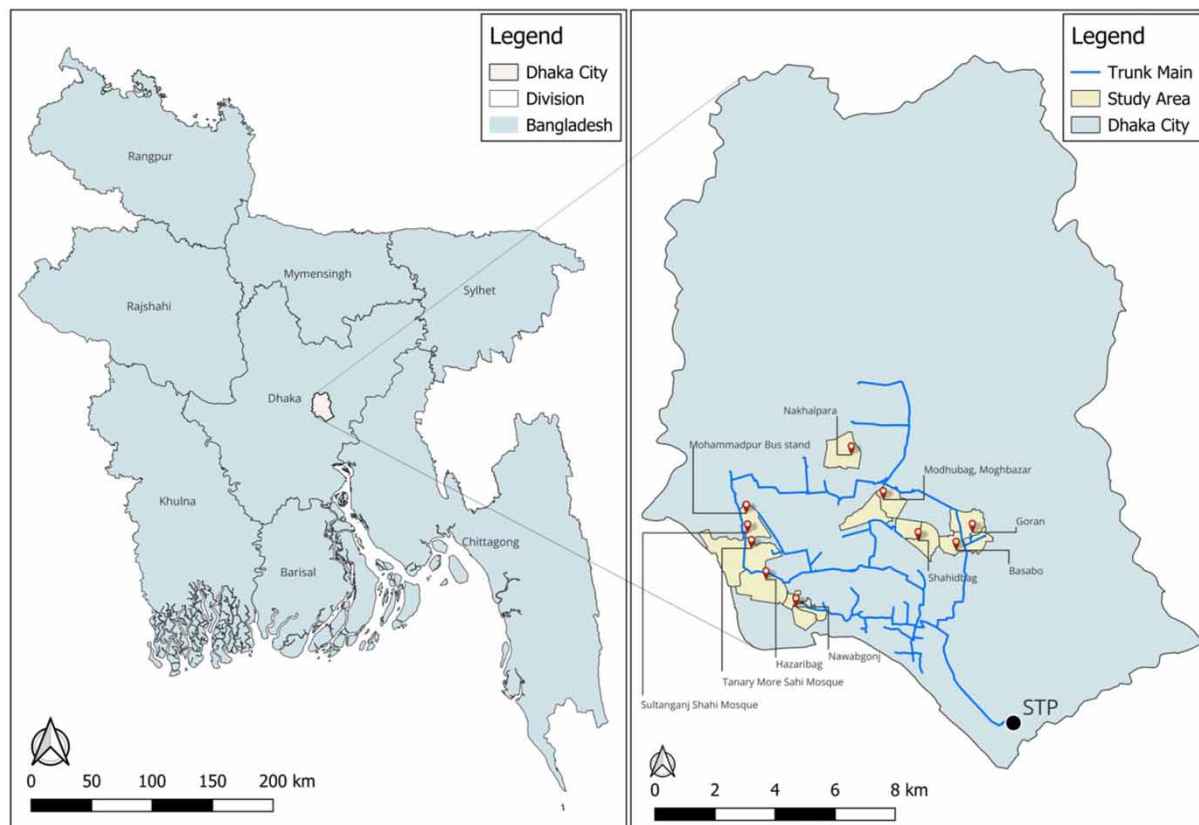 Legend
Dhaka City
Division
Bangladesh
Rangpur
Mymensingh
Sylhet
Rajshahi
Dhaka
Khulna
Chittagong
Barisal
0 50 100 150 200 km
Legend
Trunk Main
Study Area
Dhaka City
Nakhalpara
Mohammadpur Bus stand
Modhubag, Moghbazar
Goran
Shahidbag
Basabo
Nawabgonj
Hazaribag
Tanary More Sahi Mosque
Sultanganj Shahi Mosque
STP
0 2 4 6 8 km